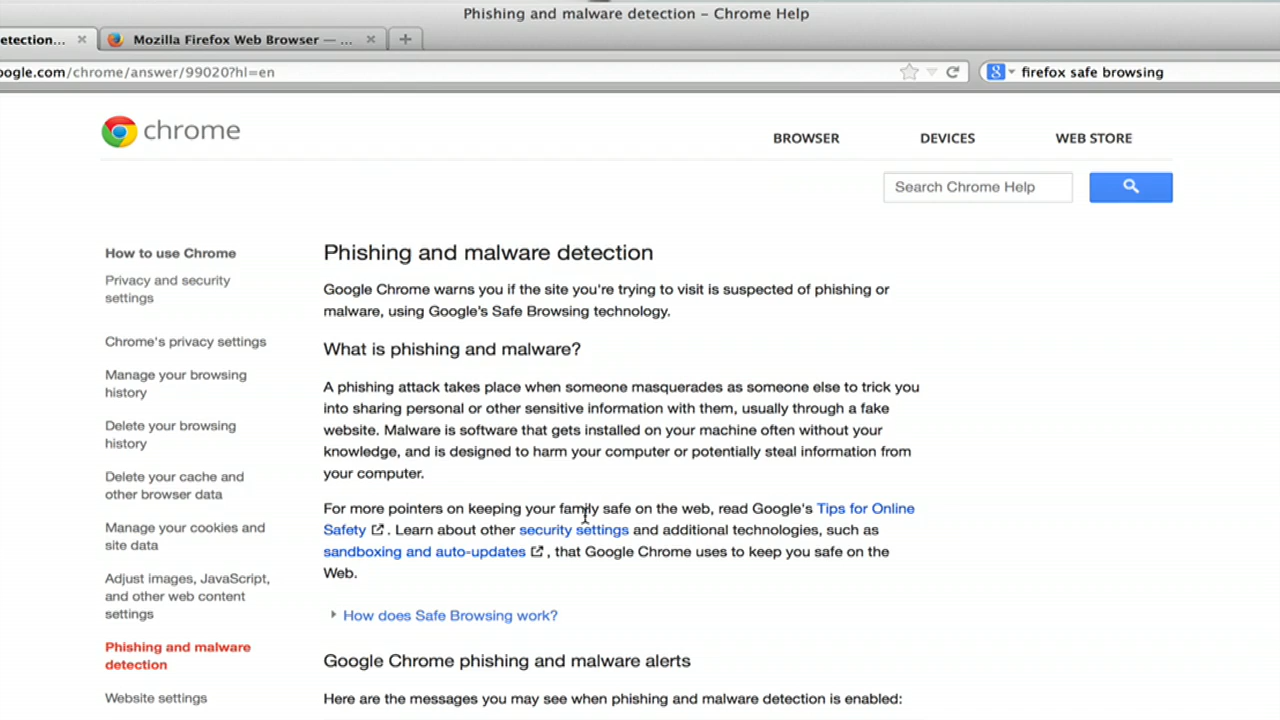 Phishing and malware detection – Chrome Help
etection...
Mozilla Firefox Web Browser — ...
oogle.com/chrome/answer/99020?hl=en
firefox safe browsing
chrome
BROWSER DEVICES WEB STORE
Search Chrome Help
How to use Chrome
Privacy and security
settings
Chrome's privacy settings
Manage your browsing
history
Delete your browsing
history
Delete your cache and
other browser data
Manage your cookies and
site data
Adjust images, JavaScript,
and other web content
settings
Phishing and malware
detection
Website settings
Phishing and malware detection
Google Chrome warns you if the site you're trying to visit is suspected of phishing or
malware, using Google's Safe Browsing technology.
What is phishing and malware?
A phishing attack takes place when someone masquerades as someone else to trick you
into sharing personal or other sensitive information with them, usually through a fake
website. Malware is software that gets installed on your machine often without your
knowledge, and is designed to harm your computer or potentially steal information from
your computer.
For more pointers on keeping your family safe on the web, read Google's Tips for Online
Safety . Learn about other security settings and additional technologies, such as
sandboxing and auto-updates , that Google Chrome uses to keep you safe on the
Web.
How does Safe Browsing work?
Google Chrome phishing and malware alerts
Here are the messages you may see when phishing and malware detection is enabled: